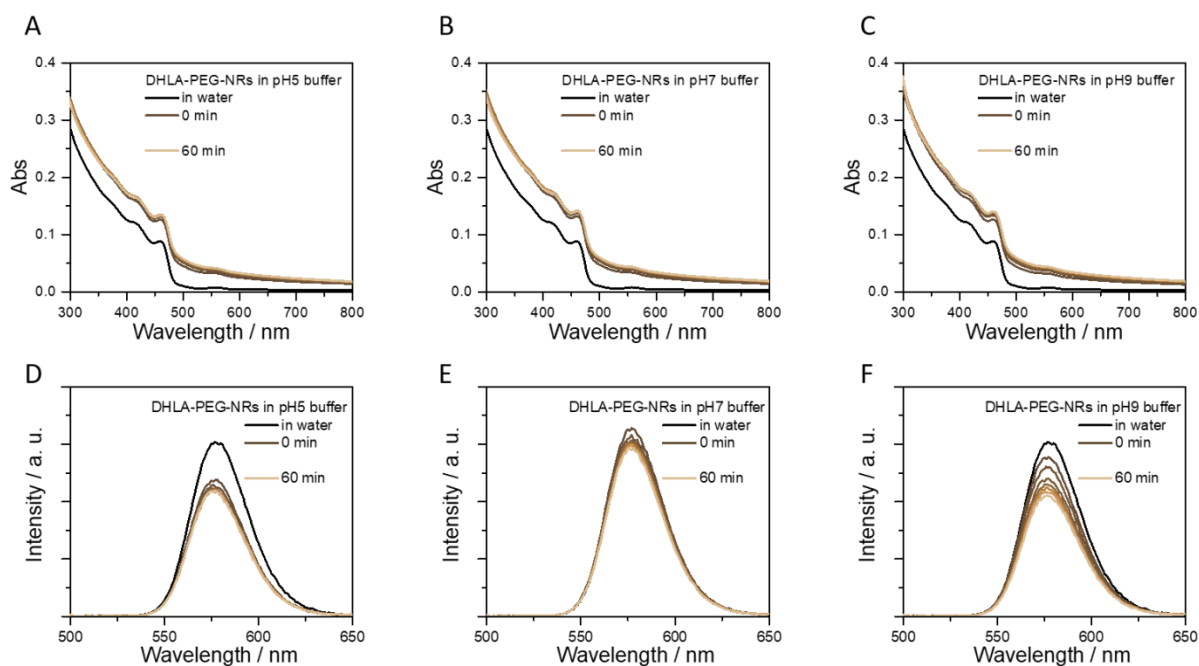 A
DHLA-PEG-NRs in pH5 buffer
in water
0 min
60 min
Abs
0.4
0.3
0.2
0.1
0.0
300 400 500 600 700 800
Wavelength / nm
B
DHLA-PEG-NRs in pH7 buffer
in water
0 min
60 min
Abs
0.4
0.3
0.2
0.1
0.0
300 400 500 600 700 800
Wavelength / nm
C
DHLA-PEG-NRs in pH9 buffer
in water
0 min
60 min
Abs
0.4
0.3
0.2
0.1
0.0
300 400 500 600 700 800
Wavelength / nm
D
DHLA-PEG-NRs in pH5 buffer
in water
0 min
60 min
Intensity / a. u.
500 550 600 650
Wavelength / nm
E
DHLA-PEG-NRs in pH7 buffer
in water
0 min
60 min
Intensity / a. u.
500 550 600 650
Wavelength / nm
F
DHLA-PEG-NRs in pH9 buffer
in water
0 min
60 min
Intensity / a. u.
500 550 600 650
Wavelength / nm